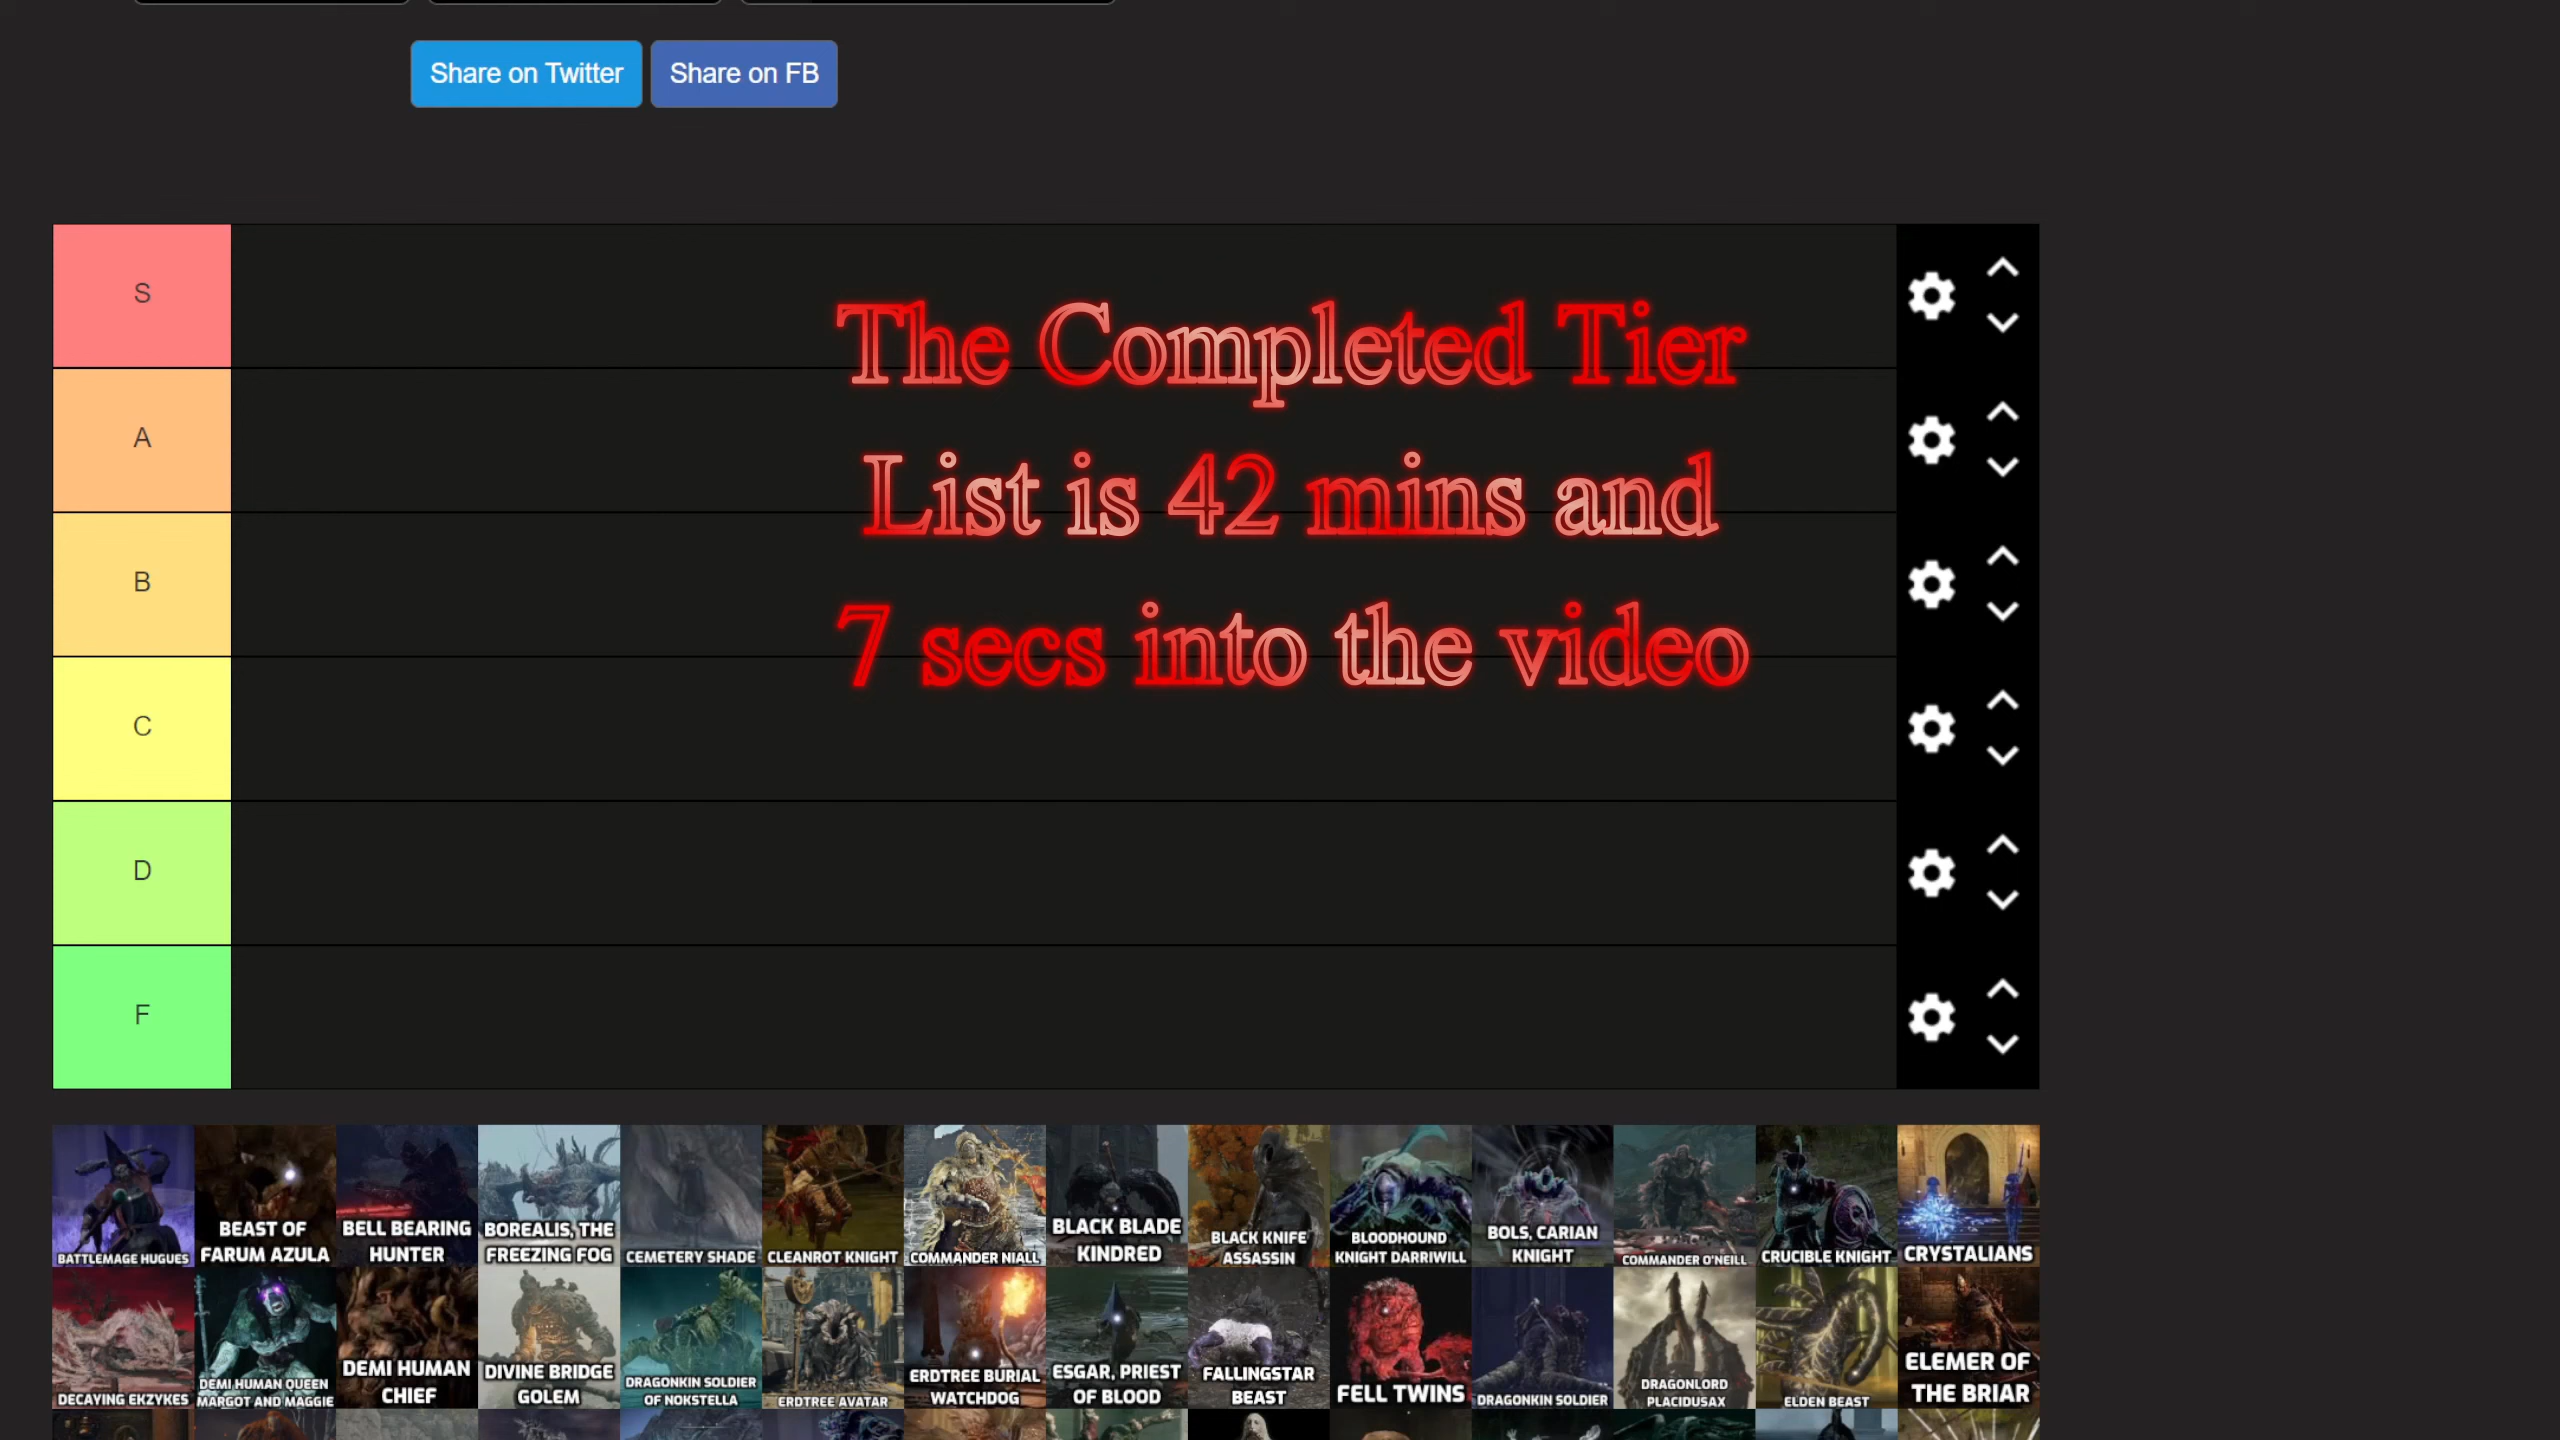 Share on Twitter Share on FB
S
The Completed Tier
A
List is 42 mins and
B
7 secs into the video
C
D
F
BATTLEMAGE HUGUES
BEAST OF
FARUM AZULA
BELL BEARING
HUNTER
BOREALIS, THE
FREEZING FOG
CEMETERY SHADE
CLEANROT KNIGHT
COMMANDER NIALL
BLACK BLADE
KINDRED
BLACK KNIFE
ASSASSIN
BLOODHOUND
KNIGHT DARRIWILL
BOLS, CARIAN
KNIGHT
COMMANDER O'NEILL
CRUCIBLE KNIGHT
CRYSTALIANS
DECAYING EKZYKES
DEMI HUMAN QUEEN
MARGOT AND MAGGIE
DEMI HUMAN
CHIEF
DIVINE BRIDGE
GOLEM
DRAGONKIN SOLDIER
OF NOKSTELLA
ERDTREE AVATAR
ERDTREE BURIAL
WATCHDOG
ESGAR, PRIEST
OF BLOOD
FALLINGSTAR
BEAST
FELL TWINS
DRAGONKIN SOLDIER
DRAGONLORD
PLACIDUSAX
ELDEN BEAST
ELEMER OF
THE BRIAR